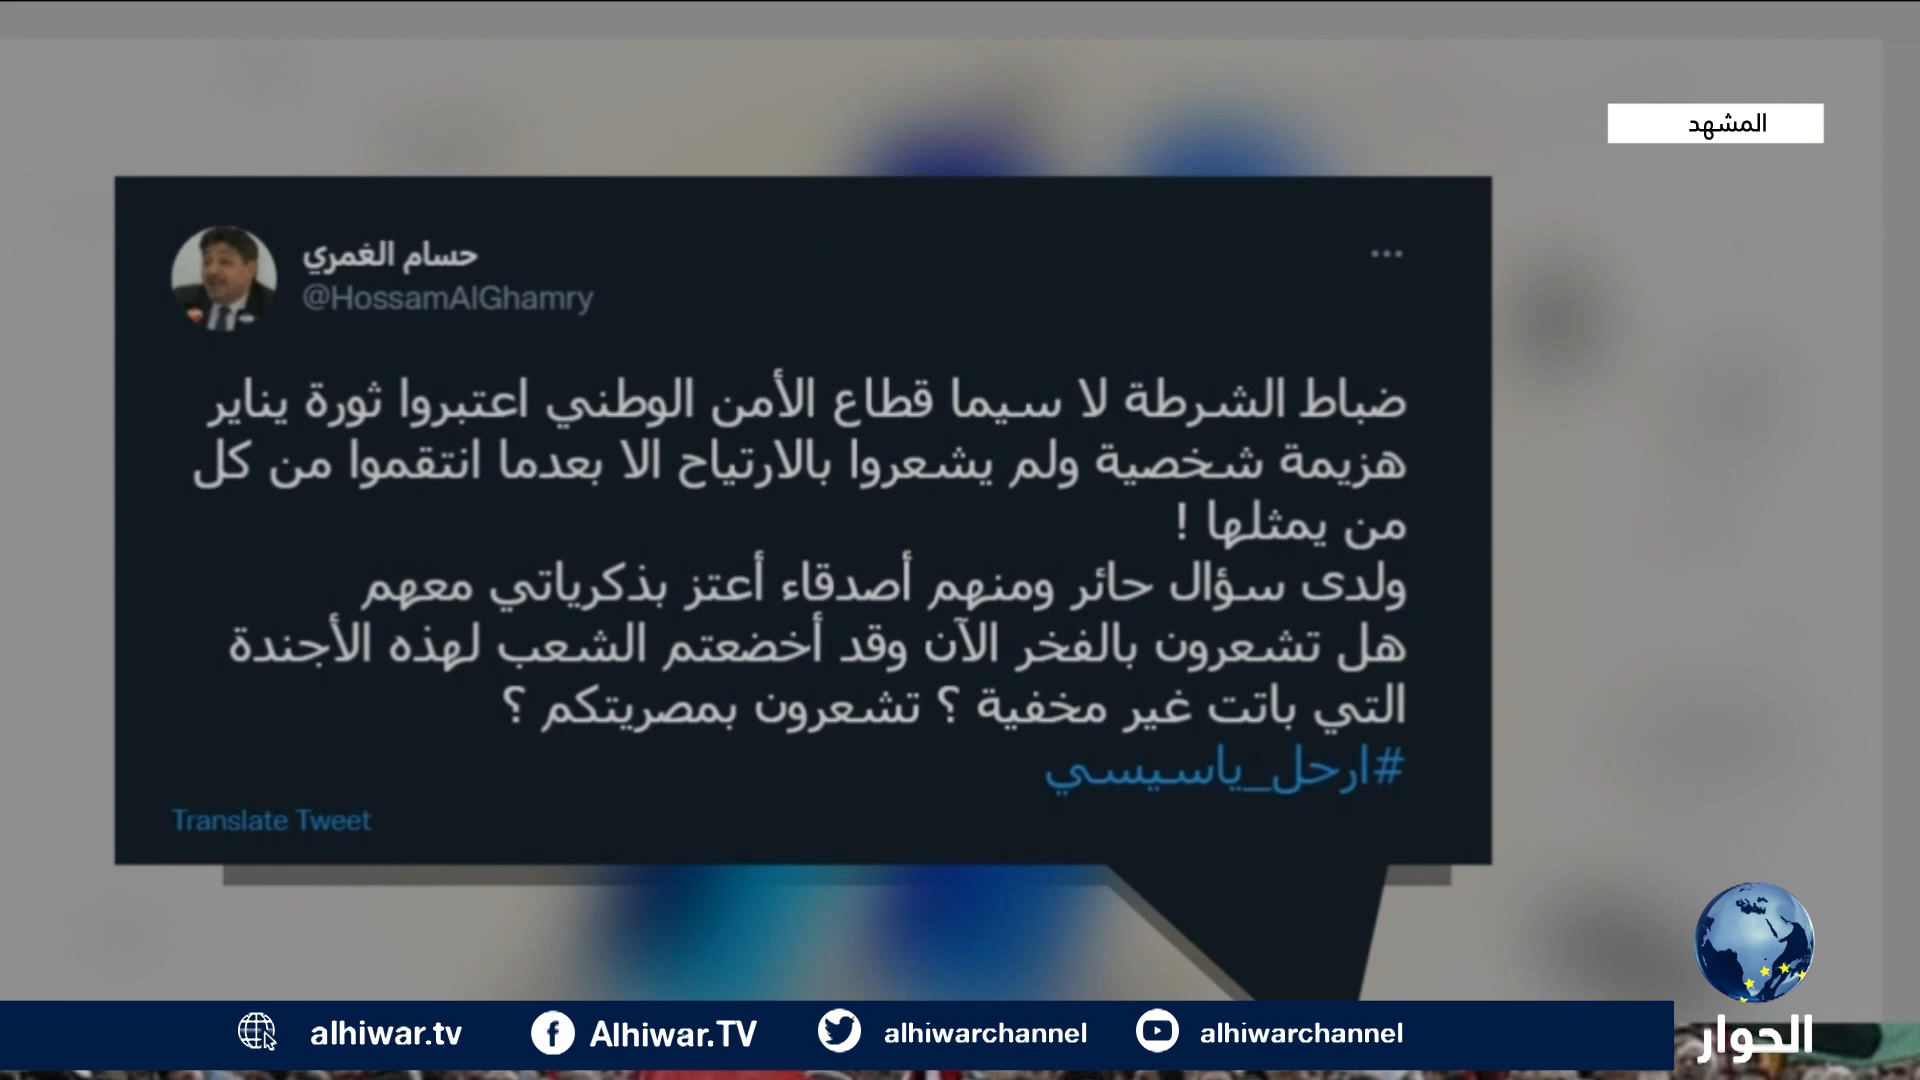 المشهد
حسام الغمري
@HossamAlGhamry
ضباط الشرطة لا سيما قطاع الأمن الوطني اعتبروا ثورة يناير
هزيمة شخصية ولم يشعروا بالارتياح الا بعدما انتقموا من كل
من يمثلها !
ولدى سؤال حائر ومنهم أصدقاء أعتز بذكرياتي معهم
هل تشعرون بالفخر الآن وقد أخضعتم الشعب لهذه الأجندة
التي باتت غير مخفية ؟ تشعرون بمصريتكم ؟
#ارحل_ياسيسي
Translate Tweet
alhiwar.tv
Alhiwar.TV
alhiwarchannel
alhiwarchannel
الحوار